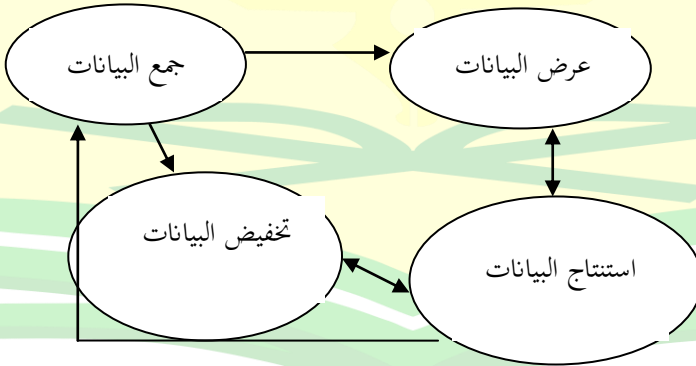 جمع البيانات
عرض البيانات
تخفيض البيانات
استنتاج البيانات